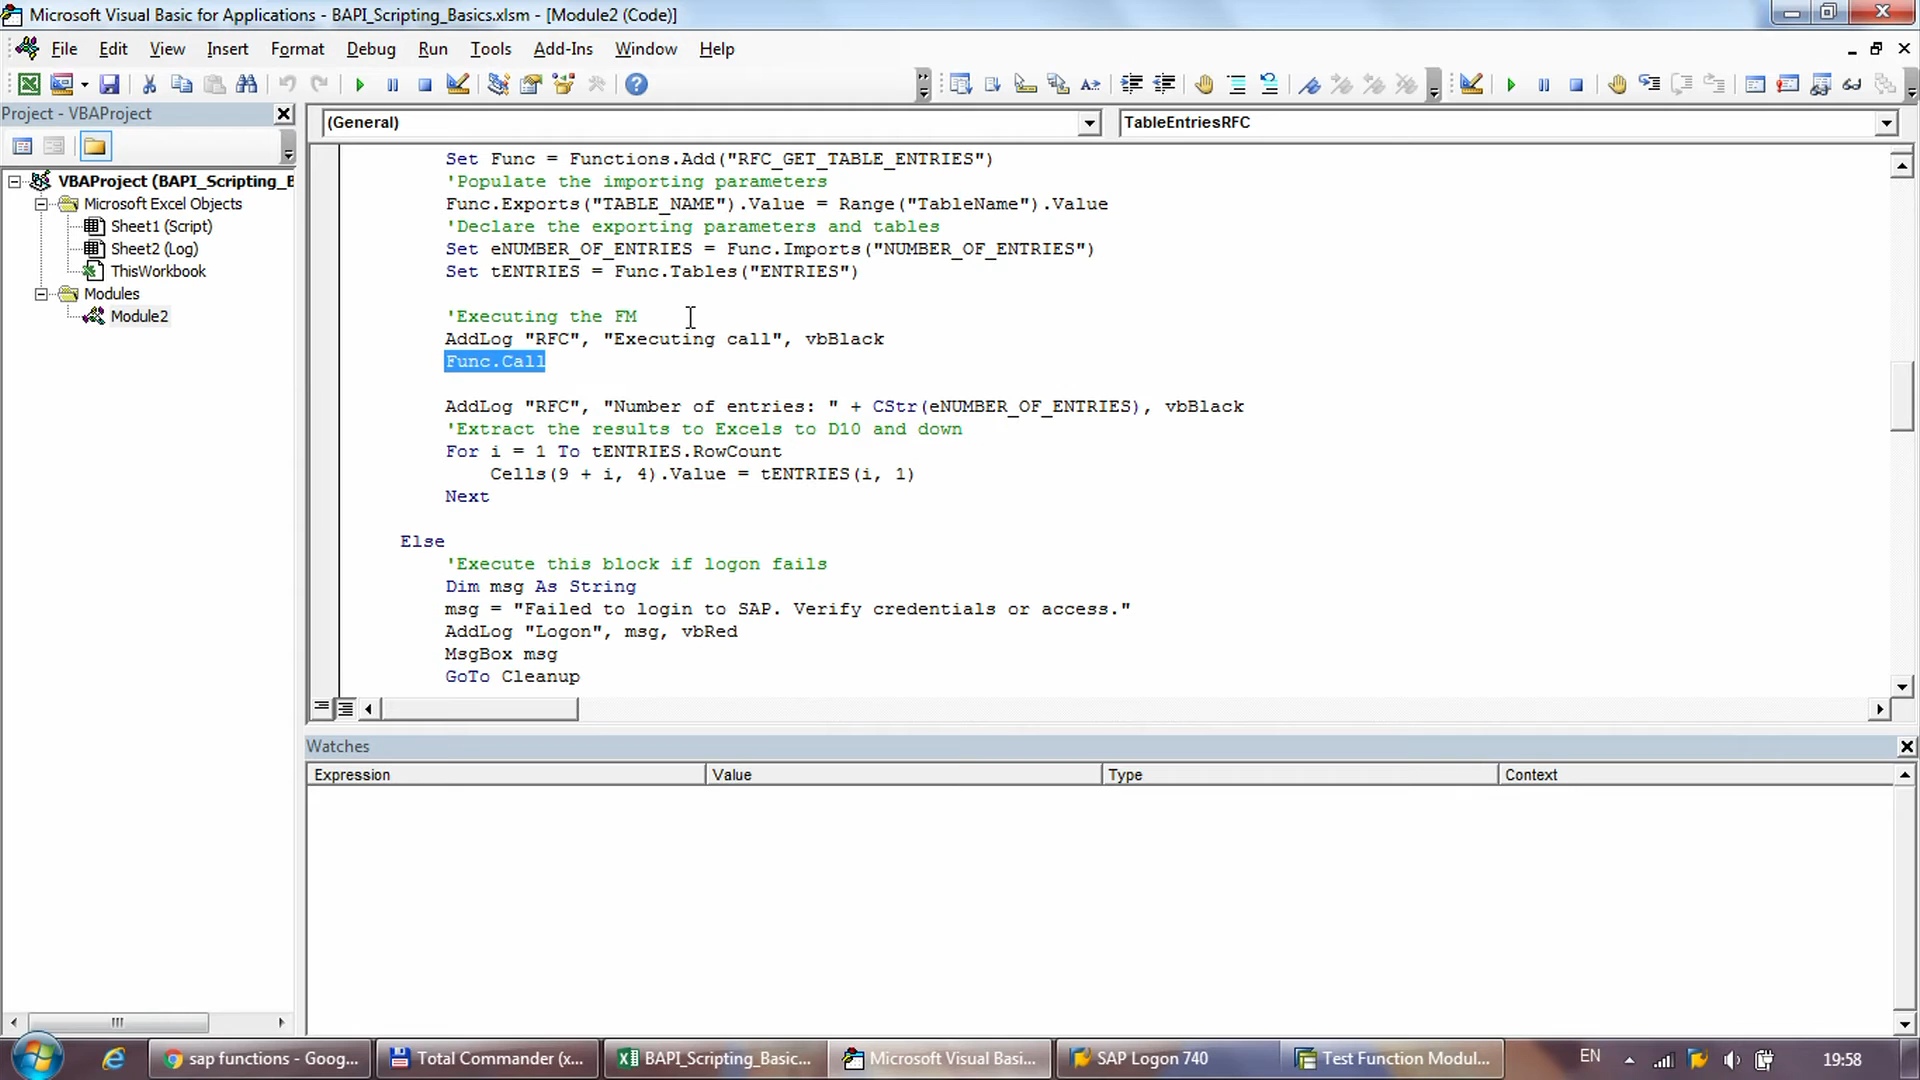 Microsoft Visual Basic for Applications - BAPI_Scripting_Basics.xlsm - [Module2 (Code)]
File Edit View Insert Format Debug Run Tools Add-Ins Window Help
Project - VBAProject
(General)
TableEntriesRFC
VBAProject (BAPI_Scripting_B
Microsoft Excel Objects
Sheet1 (Script)
Sheet2 (Log)
ThisWorkbook
Modules
Module2
Set Func = Functions.Add("RFC_GET_TABLE_ENTRIES")
'Populate the importing parameters
Func.Exports("TABLE_NAME").Value = Range("TableName").Value
'Declare the exporting parameters and tables
Set eNUMBER_OF_ENTRIES = Func.Imports("NUMBER_OF_ENTRIES")
Set tENTRIES = Func.Tables("ENTRIES")
'Executing the FM
AddLog "RFC", "Executing call", vbBlack
Func.Call
AddLog "RFC", "Number of entries: " + CStr(eNUMBER_OF_ENTRIES), vbBlack
'Extract the results to Excels to D10 and down
For i = 1 To tENTRIES.RowCount
Cells(9 + i, 4).Value = tENTRIES(i, 1)
Next
Else
'Execute this block if logon fails
Dim msg As String
msg = "Failed to login to SAP. Verify credentials or access."
AddLog "Logon", msg, vbRed
MsgBox msg
GoTo Cleanup
Watches
Expression Value Type Context
sap functions - Goog... Total Commander (x... BAPI_Scripting_Basic... Microsoft Visual Basi... SAP Logon 740 Test Function Modul... EN 19:58